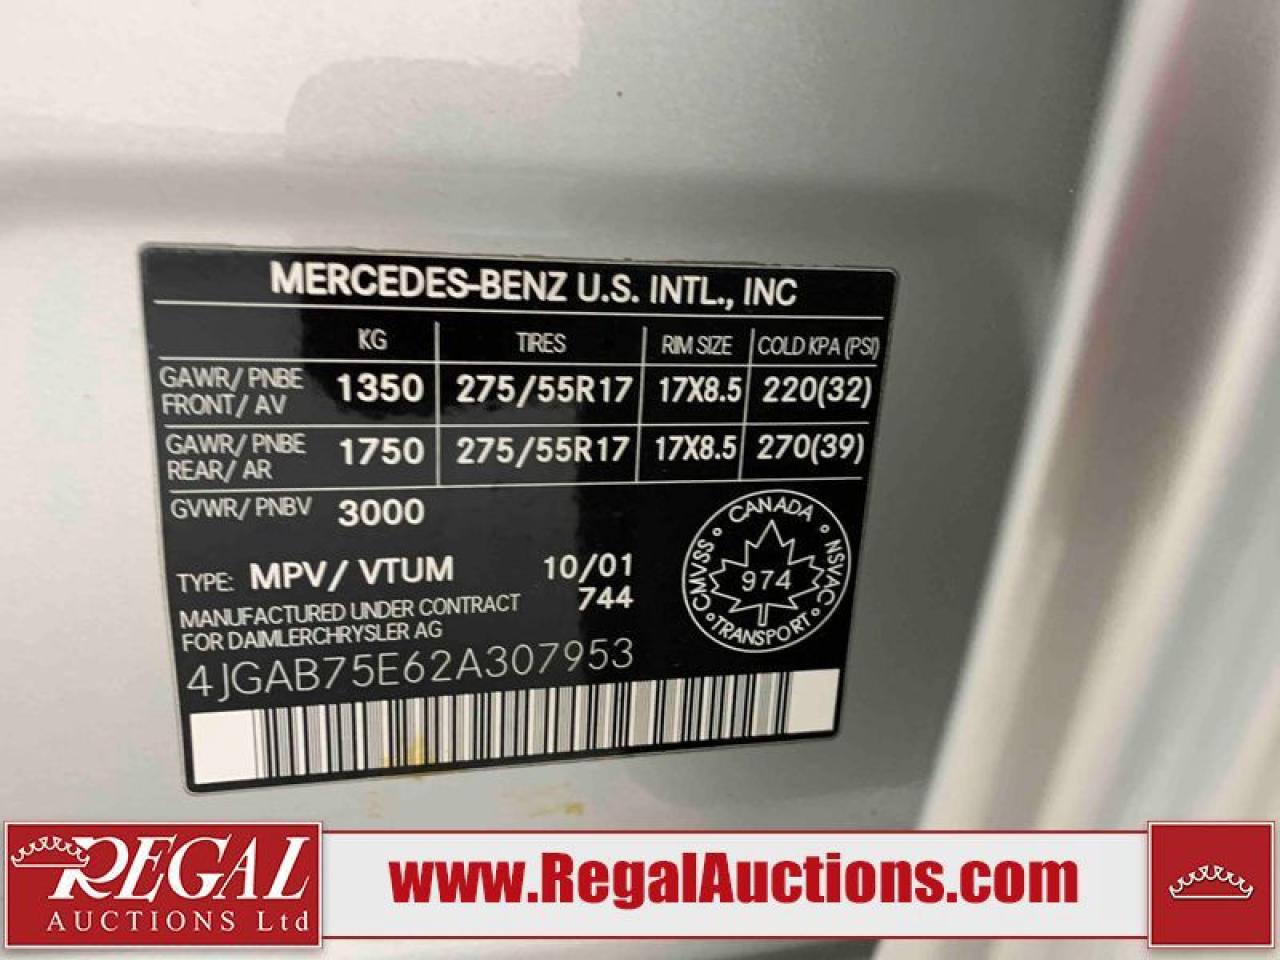 MERCEDES-BENZ U.S. INTL., INC
KG TIRES RIM SIZE COLD KPA (PSI)
GAWR/ PNBE FRONT/ AV 1350 275/55R17 17X8.5 220(32)
GAWR/ PNBE REAR/ AR 1750 275/55R17 17X8.5 270(39)
GVWR/ PNBV 3000
TYPE: MPV/ VTUM 10/01
744
MANUFACTURED UNDER CONTRACT
FOR DAIMLERCHRYSLER AG
4JGAB75E62A307953
CANADA
CMVSS
974
NSVAC
TRANSPORT
REGAL
AUCTIONS Ltd
www.RegalAuctions.com